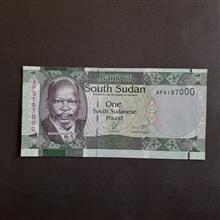 Bank of
South Sudan
AP9197000
One
South Sudanese
Pound
AP9197000